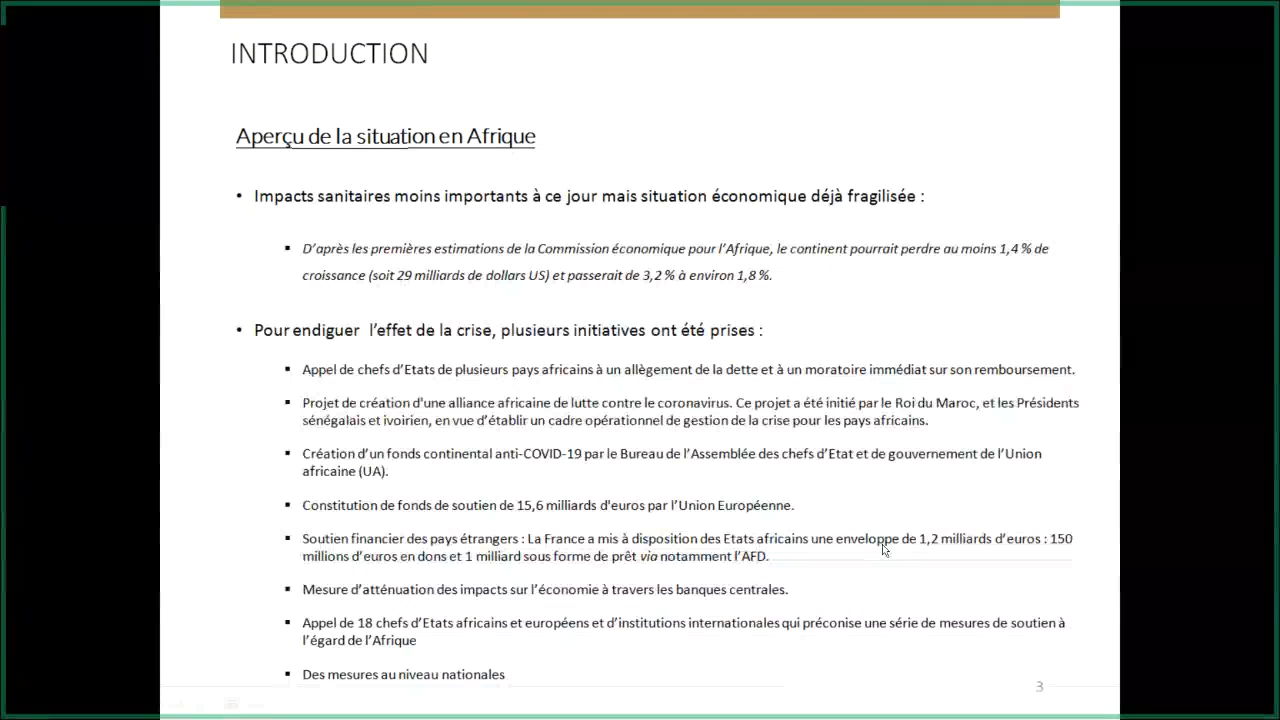 INTRODUCTION
Aperçu de la situation en Afrique
• Impacts sanitaires moins importants à ce jour mais situation économique déjà fragilisée :
▪ D’après les premières estimations de la Commission économique pour l’Afrique, le continent pourrait perdre au moins 1,4 % de
croissance (soit 29 milliards de dollars US) et passerait de 3,2 % à environ 1,8 %.
• Pour endiguer l’effet de la crise, plusieurs initiatives ont été prises :
▪ Appel de chefs d’Etats de plusieurs pays africains à un allègement de la dette et à un moratoire immédiat sur son remboursement.
▪ Projet de création d'une alliance africaine de lutte contre le coronavirus. Ce projet a été initié par le Roi du Maroc, et les Présidents
sénégalais et ivoirien, en vue d’établir un cadre opérationnel de gestion de la crise pour les pays africains.
▪ Création d’un fonds continental anti-COVID-19 par le Bureau de l’Assemblée des chefs d’Etat et de gouvernement de l’Union
africaine (UA).
▪ Constitution de fonds de soutien de 15,6 milliards d'euros par l’Union Européenne.
▪ Soutien financier des pays étrangers : La France a mis à disposition des Etats africains une enveloppe de 1,2 milliards d’euros : 150
millions d’euros en dons et 1 milliard sous forme de prêt via notamment l’AFD.
▪ Mesure d’atténuation des impacts sur l’économie à travers les banques centrales.
▪ Appel de 18 chefs d’Etats africains et européens et d’institutions internationales qui préconise une série de mesures de soutien à
l’égard de l’Afrique
▪ Des mesures au niveau nationales
3